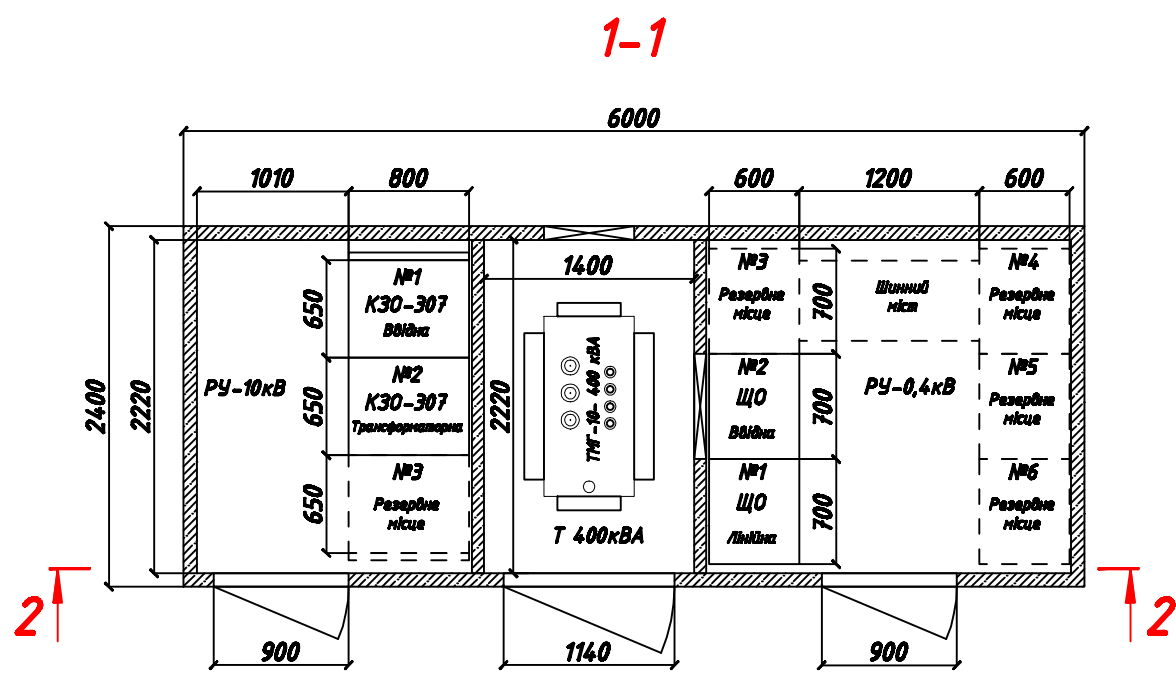 1-1
6000
1010
800
600
1200
600
1400
2400
2220
2220
РУ-10кВ
650
№1
КЗО-307
Ввідна
650
№2
КЗО-307
Трансформаторна
650
№3
Резервне
місце
ТМГ-10- 400 кВА
Т 400кВА
№3
Резервне
місце
700
№2
ЩО
Ввідна
700
№1
ЩО
Лінійна
700
Шинний
міст
РУ-0,4кВ
№4
Резервне
місце
№5
Резервне
місце
№6
Резервне
місце
2
2
900
1140
900